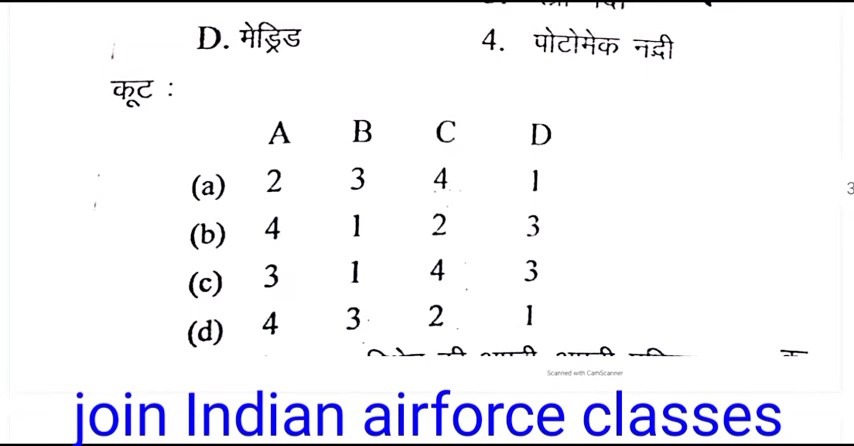 D. मेड्रिड 4. पोटोमेक नदी
कूट :
A B C D
(a) 2 3 4 1
(b) 4 1 2 3
(c) 3 1 4 3
(d) 4 3 2 1
3
Scanned with CamScanner
join Indian airforce classes